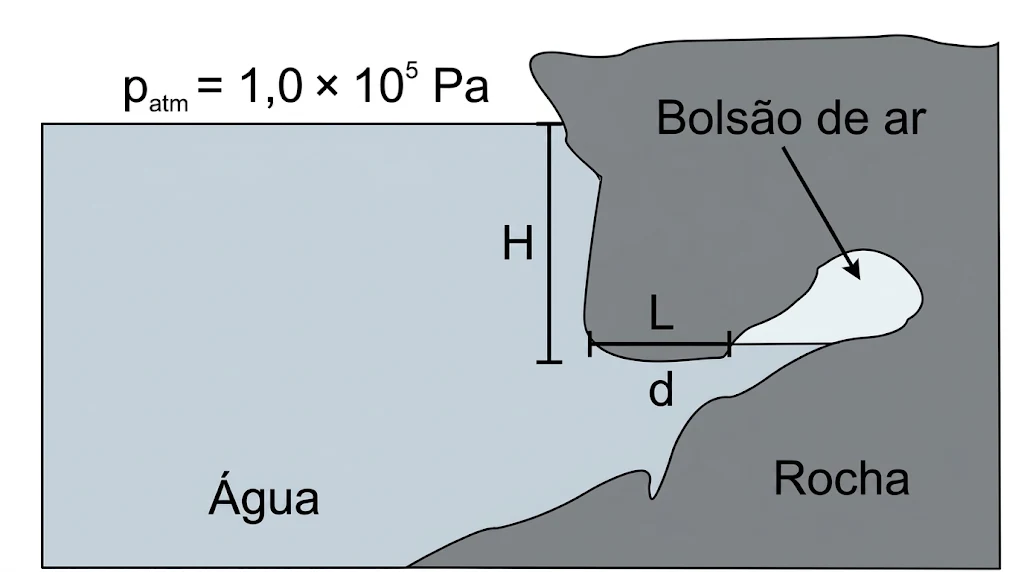 pₐₜₘ = 1,0 × 10⁵ Pa
Bolsão de ar
H
L
d
Água
Rocha